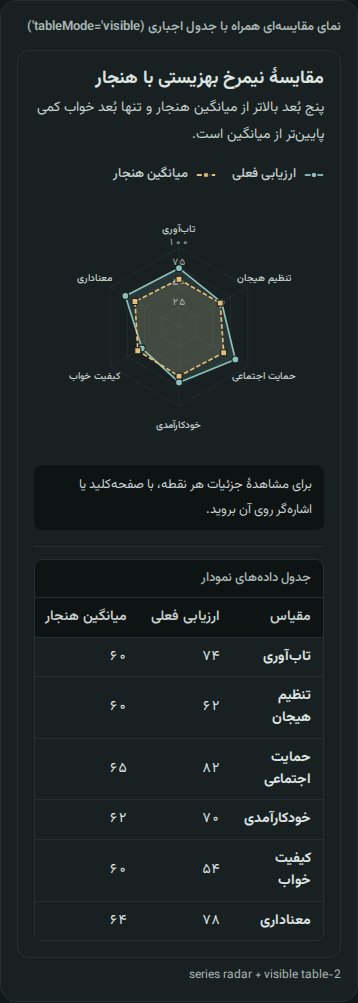 نمای مقایسه‌ای همراه با جدول اجباری (tableMode='visible')
مقایسهٔ نیمرخ بهزیستی با هنجار
پنج بُعد بالاتر از میانگین هنجار و تنها بُعد خواب کمی
پایین‌تر از میانگین است.
ارزیابی فعلی میانگین هنجار
تاب‌آوری
۱۰۰
۷۵
۲۵
تنظیم هیجان
معناداری
حمایت اجتماعی
کیفیت خواب
خودکارآمدی
برای مشاهدهٔ جزئیات هر نقطه، با صفحه‌کلید یا
اشاره‌گر روی آن بروید.
جدول داده‌های نمودار
مقیاس ارزیابی فعلی میانگین هنجار
تاب‌آوری ۷۴ ۶۰
تنظیم
هیجان ۶۲ ۶۰
حمایت
اجتماعی ۸۲ ۶۵
خودکارآمدی ۷۰ ۶۲
کیفیت
خواب ۵۴ ۶۰
معناداری ۷۸ ۶۴
series radar + visible table-2